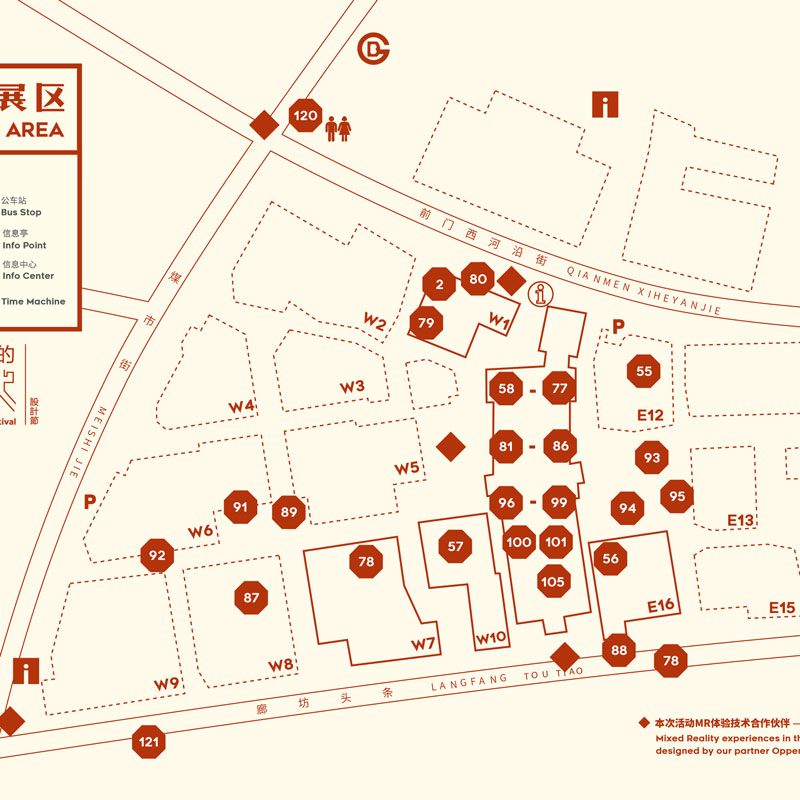 展区
AREA
公车站
Bus Stop
信息亭
Info Point
信息中心
Info Center
Time Machine
的
設計節
tival
120
前门西河沿街
QIANMEN XIHEYANJIE
2
80
79
W1
W2
W3
W4
W5
W6
P
P
煤市街
MEISHI JIE
55
E12
58 - 77
81 - 86
96 - 99
93
94
95
E13
91
89
92
100
101
105
56
E16
E15
78
W7
57
W10
87
W8
W9
88
78
廊坊头条
LANGFANG TOU TIAO
121
本次活动MR体验技术合作伙伴 —
Mixed Reality experiences in th
designed by our partner Oppen